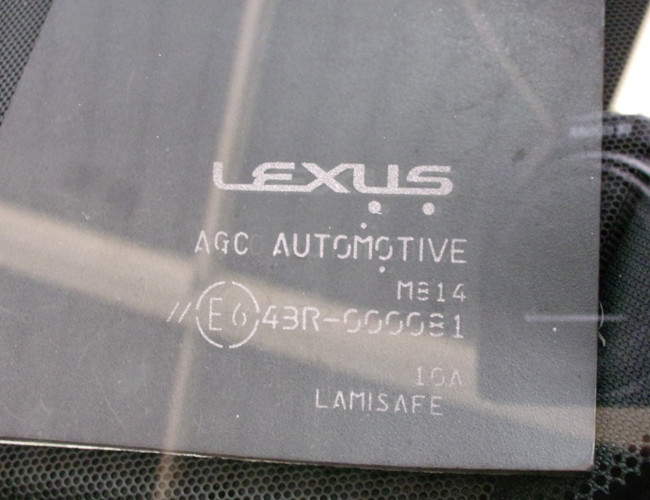 LEXUS
AGC AUTOMOTIVE
M814
//E6 43R-000081
10A
LAMISAFE